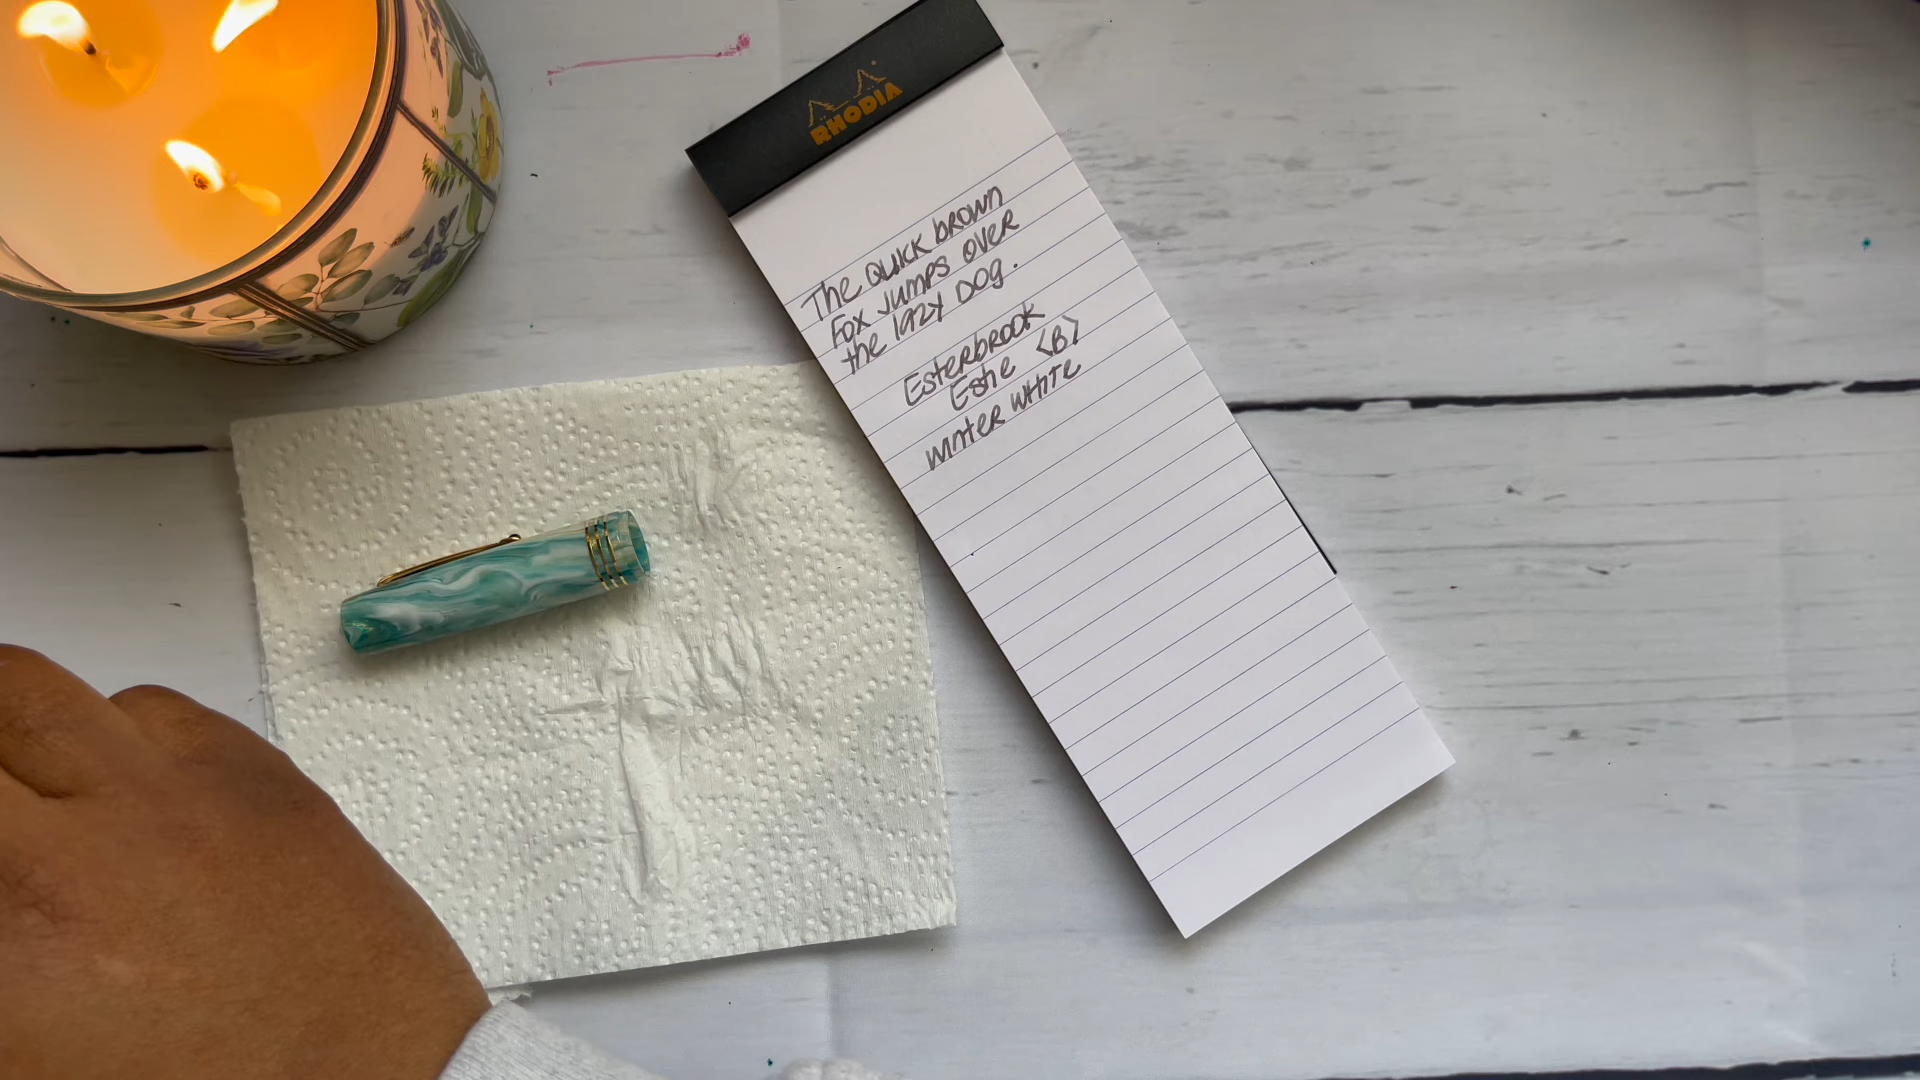 RHODIA
The Quick brown
Fox Jumps over
the lazy Dog.
Esterbrook
Estie <B>
Winter White